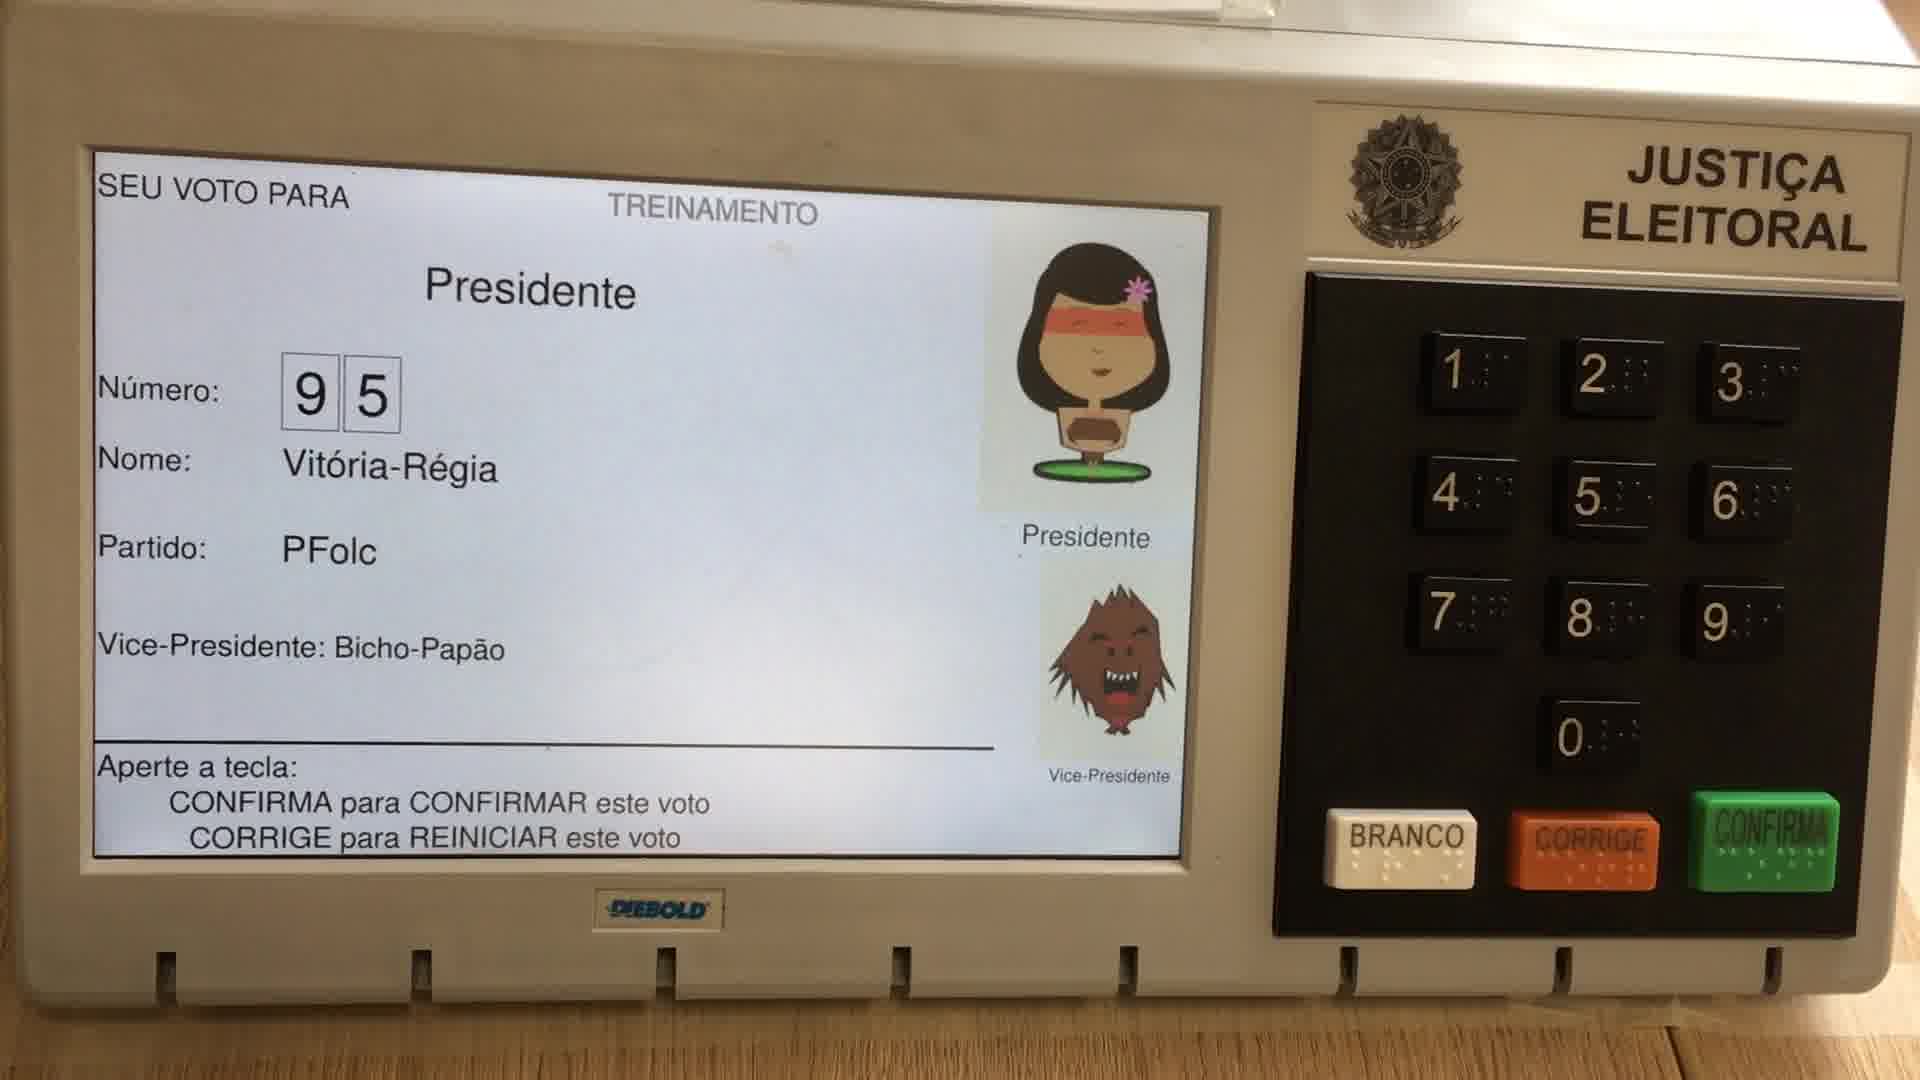 SEU VOTO PARA
TREINAMENTO
Presidente
Número: 95
Nome: Vitória-Régia
Partido: PFolc
Vice-Presidente: Bicho-Papão
Presidente
Vice-Presidente
Aperte a tecla:
CONFIRMA para CONFIRMAR este voto
CORRIGE para REINICIAR este voto
DIEBOLD
JUSTIÇA
ELEITORAL
1 2 3
4 5 6
7 8 9
0
BRANCO CORRIGE CONFIRMA